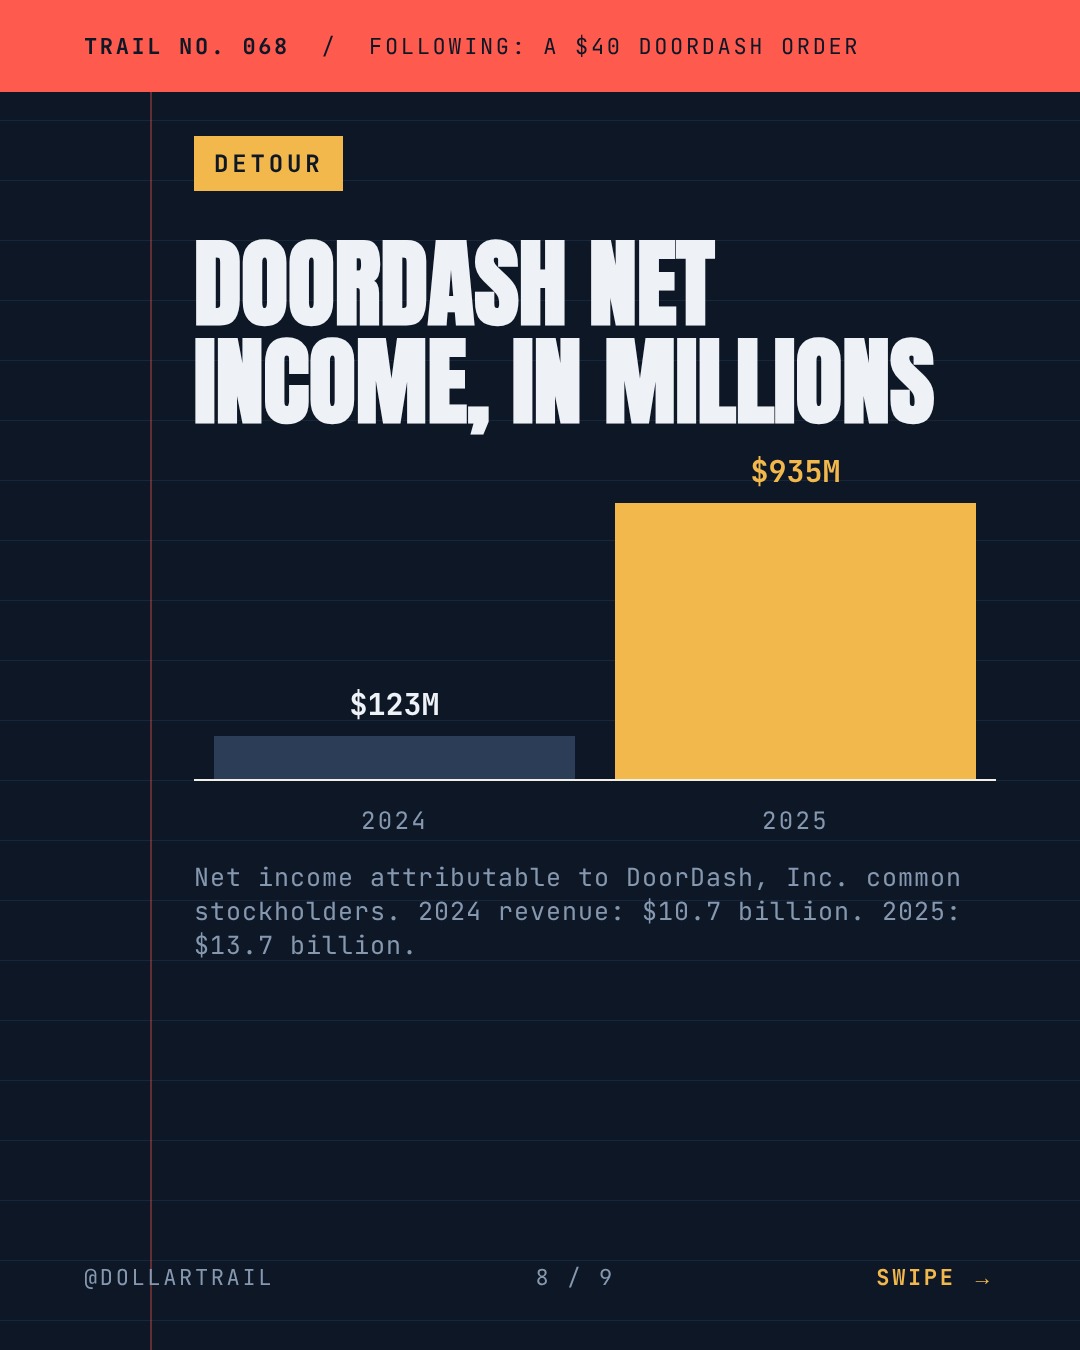 TRAIL NO. 068 / FOLLOWING: A $40 DOORDASH ORDER
DETOUR
DOORDASH NET
INCOME, IN MILLIONS
$935M
$123M
2024 2025
Net income attributable to DoorDash, Inc. common
stockholders. 2024 revenue: $10.7 billion. 2025:
$13.7 billion.
@DOLLARTRAIL 8 / 9 SWIPE →